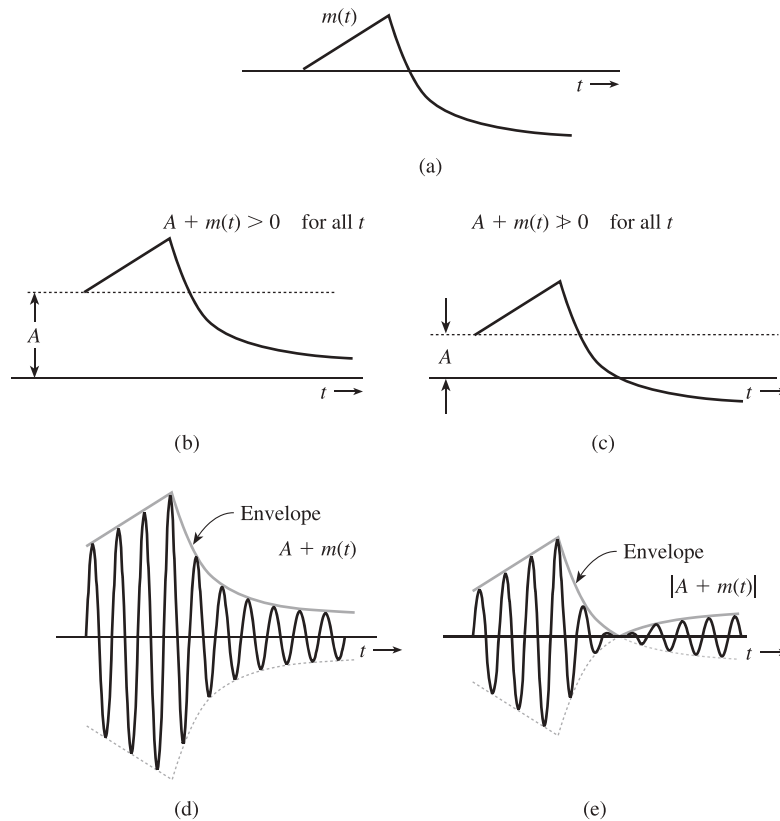 m(t)
t
(a)
A + m(t) > 0 for all t
A + m(t) ≯ 0 for all t
A
A
t
t
(b)
(c)
Envelope
A + m(t)
Envelope
|A + m(t)|
t
t
(d)
(e)